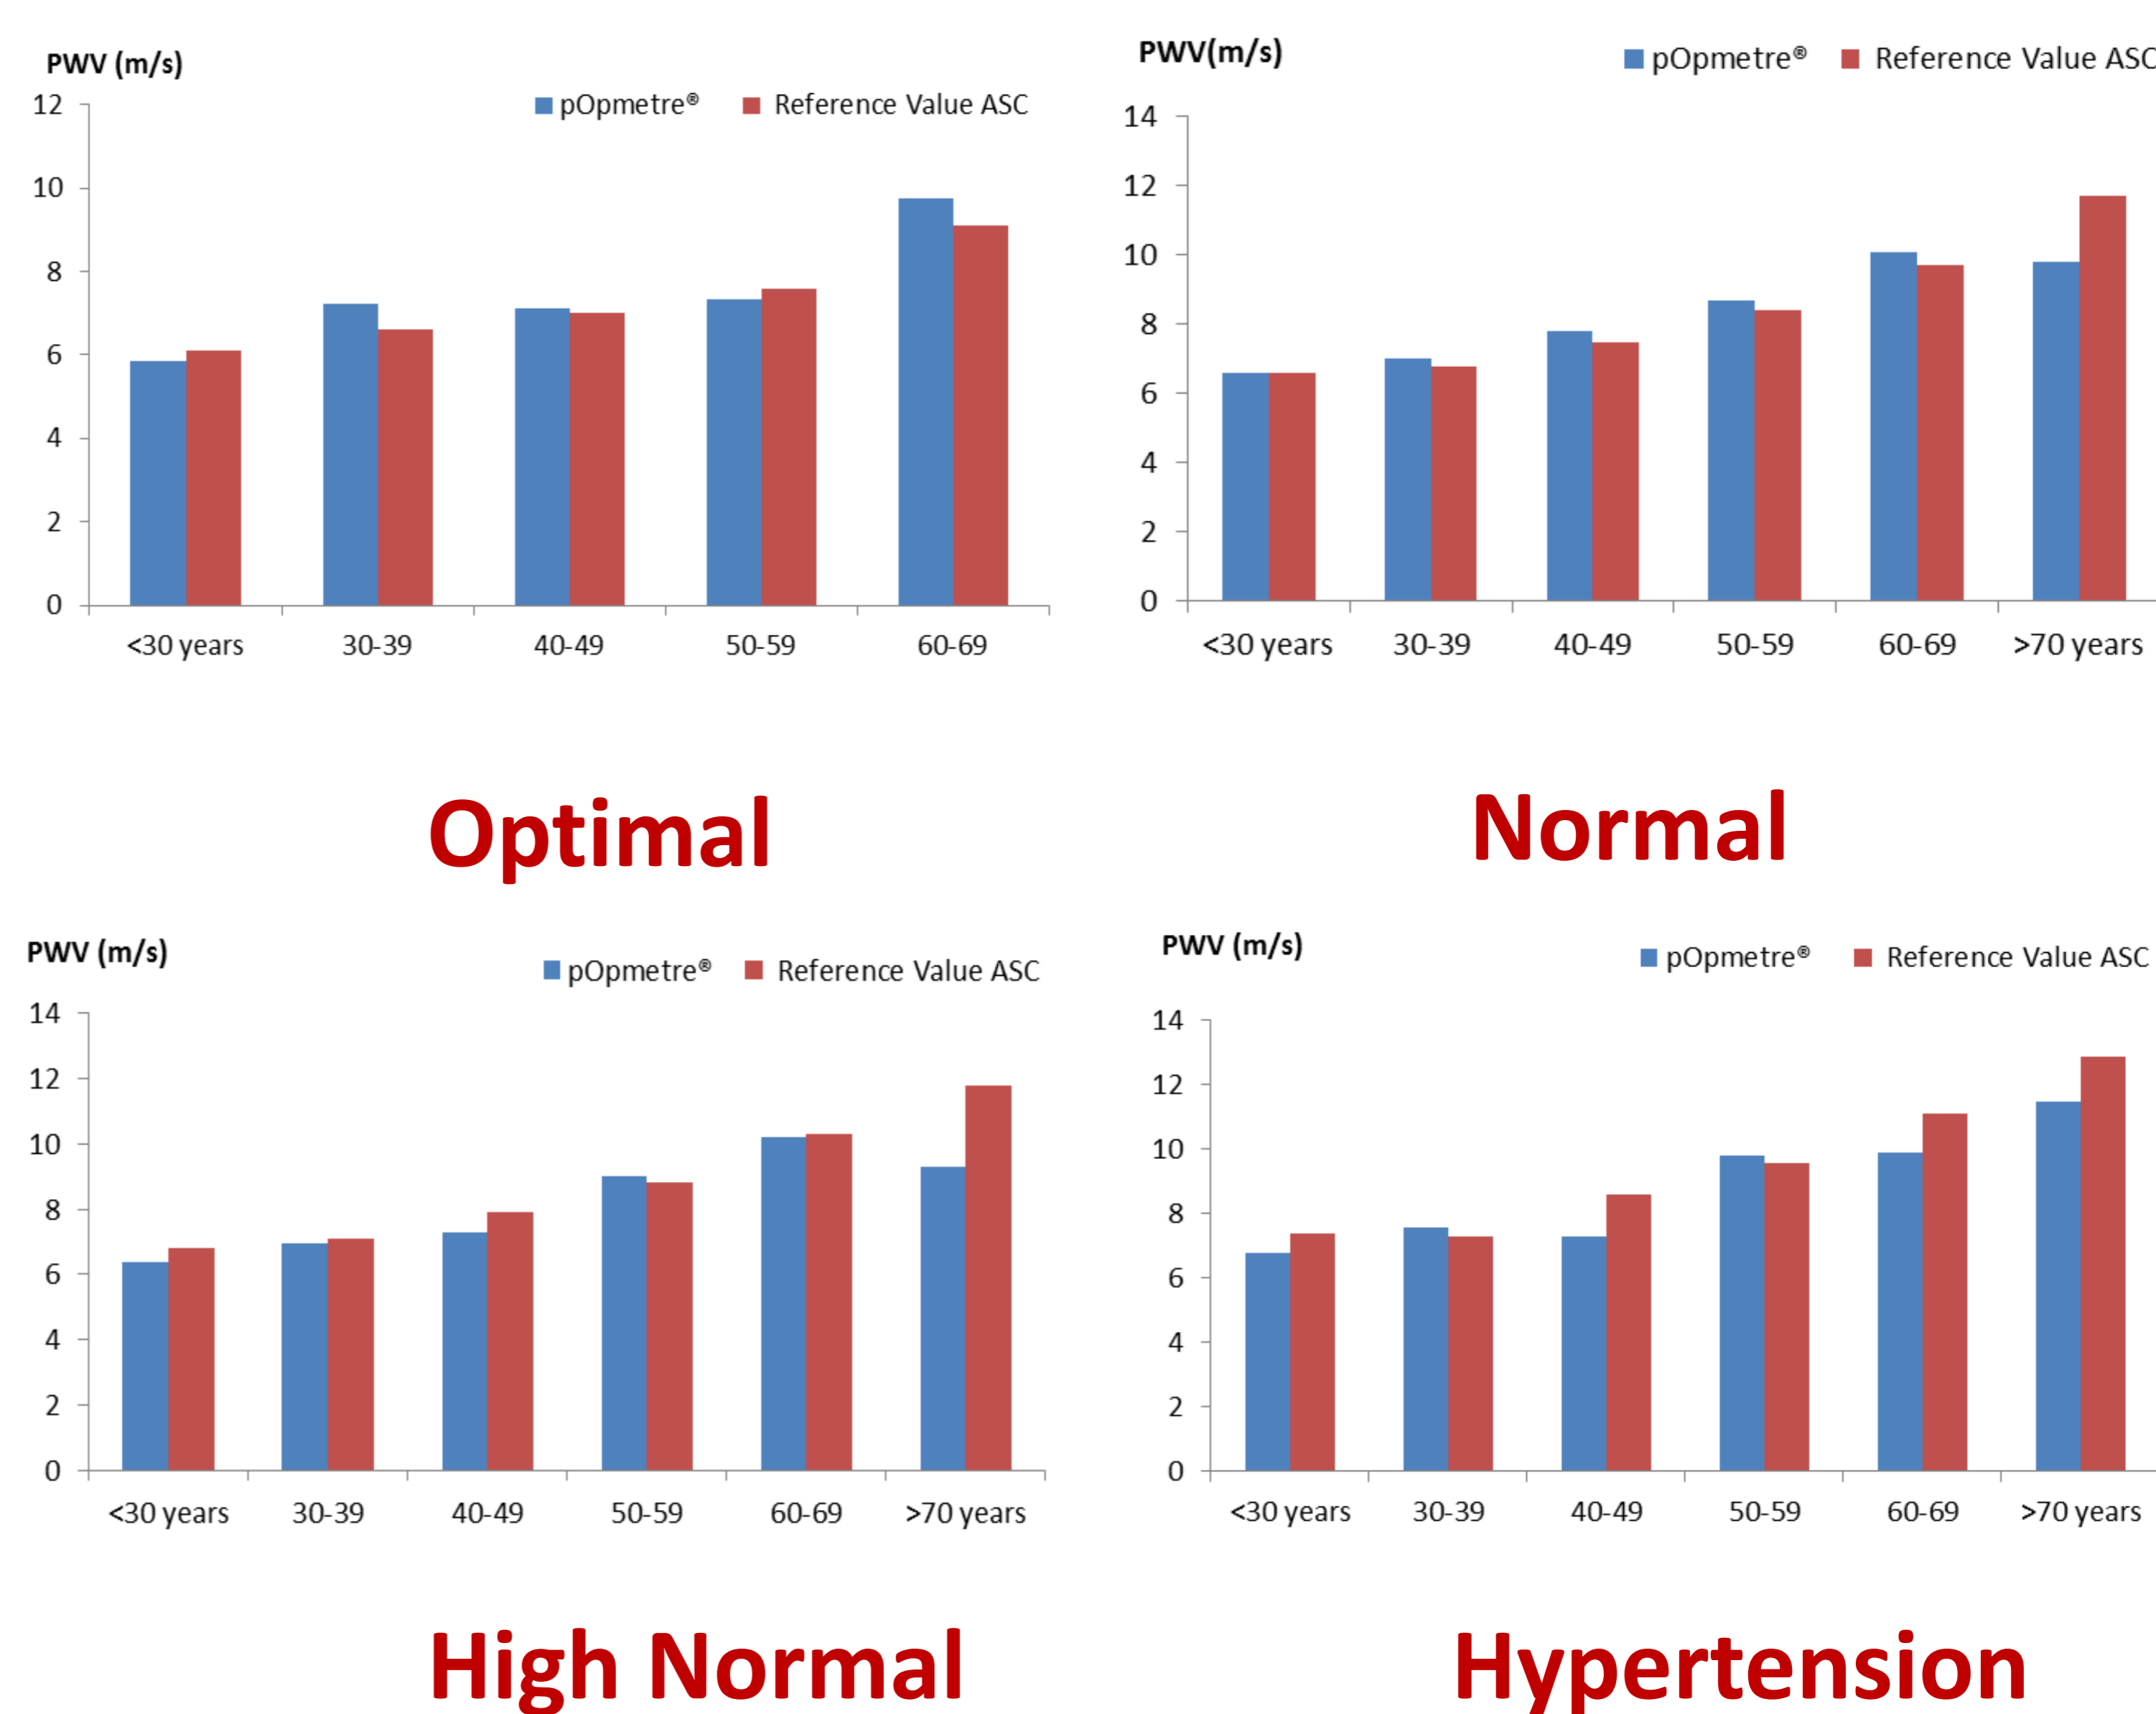 PWV (m/s)
pOpmetre® Reference Value ASC
12
10
8
6
4
2
0
<30 years 30-39 40-49 50-59 60-69
Optimal
PWV(m/s)
pOpmetre® Reference Value ASC
14
12
10
8
6
4
2
0
<30 years 30-39 40-49 50-59 60-69 >70 years
Normal
PWV (m/s)
pOpmetre® Reference Value ASC
14
12
10
8
6
4
2
0
<30 years 30-39 40-49 50-59 60-69 >70 years
High Normal
PWV (m/s)
pOpmetre® Reference Value ASC
14
12
10
8
6
4
2
0
<30 years 30-39 40-49 50-59 60-69 >70 years
Hypertension